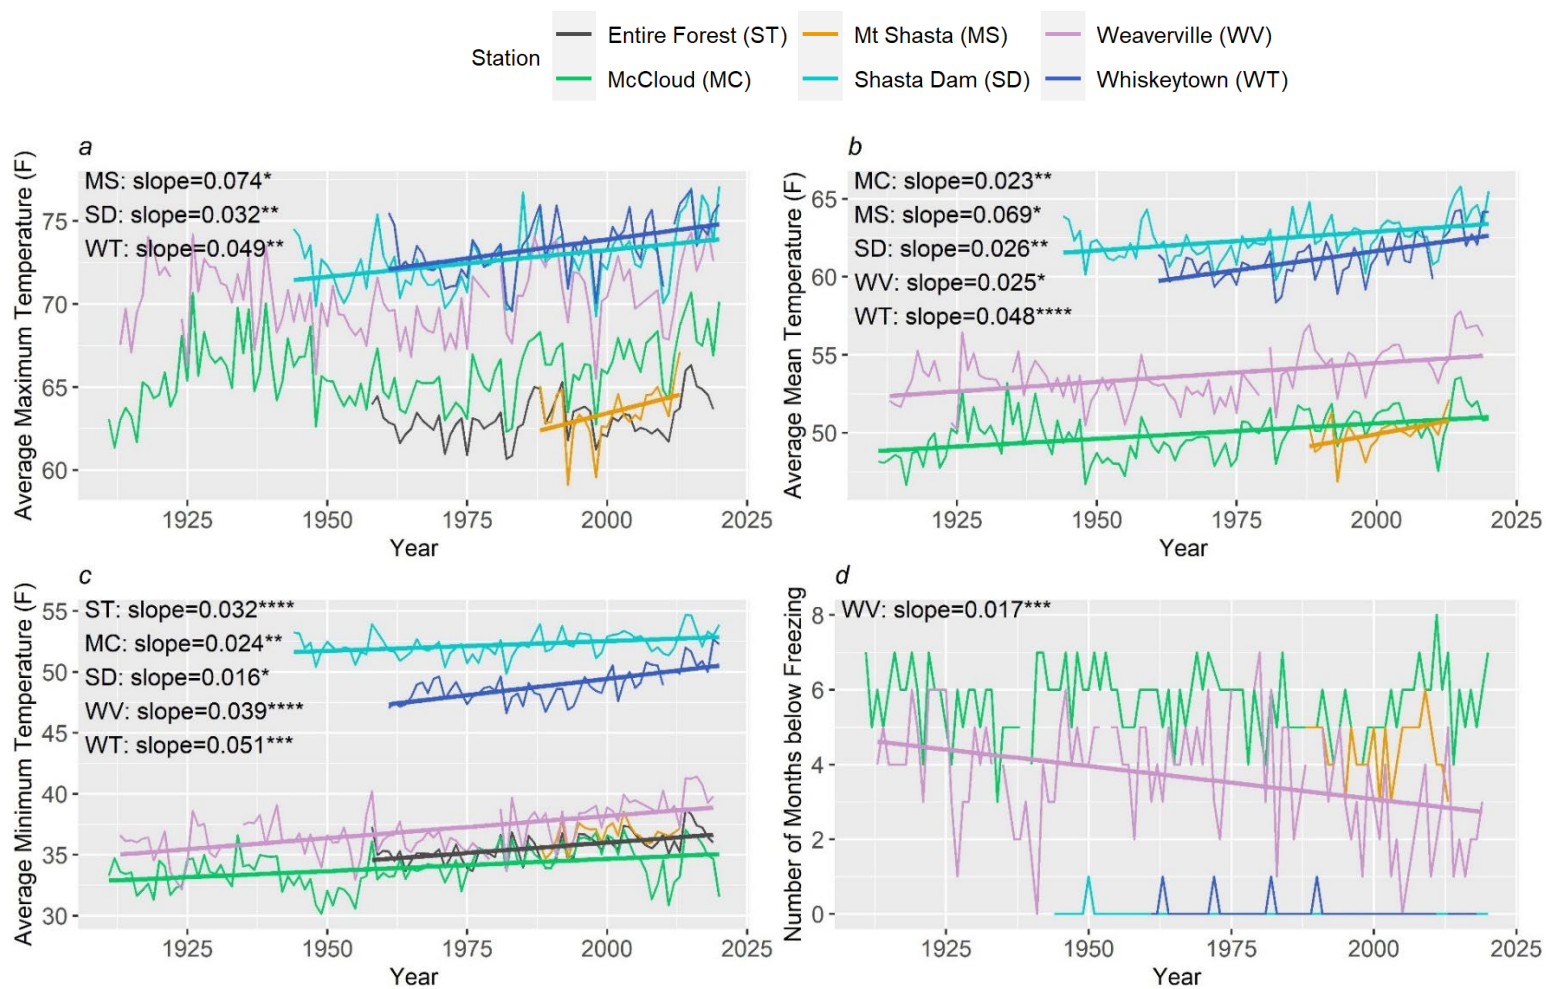 Station
Entire Forest (ST)
Mt Shasta (MS)
Weaverville (WV)
McCloud (MC)
Shasta Dam (SD)
Whiskeytown (WT)
a
MS: slope=0.074*
SD: slope=0.032**
WT: slope=0.049**
Average Maximum Temperature (F)
75
70
65
60
1925
1950
1975
2000
2025
Year
b
MC: slope=0.023**
MS: slope=0.069*
SD: slope=0.026**
WV: slope=0.025*
WT: slope=0.048****
Average Mean Temperature (F)
65
60
55
50
1925
1950
1975
2000
2025
Year
c
ST: slope=0.032****
MC: slope=0.024**
SD: slope=0.016*
WV: slope=0.039****
WT: slope=0.051***
Average Minimum Temperature (F)
55
50
45
40
35
30
1925
1950
1975
2000
2025
Year
d
WV: slope=0.017***
Number of Months below Freezing
8
6
4
2
0
1925
1950
1975
2000
2025
Year